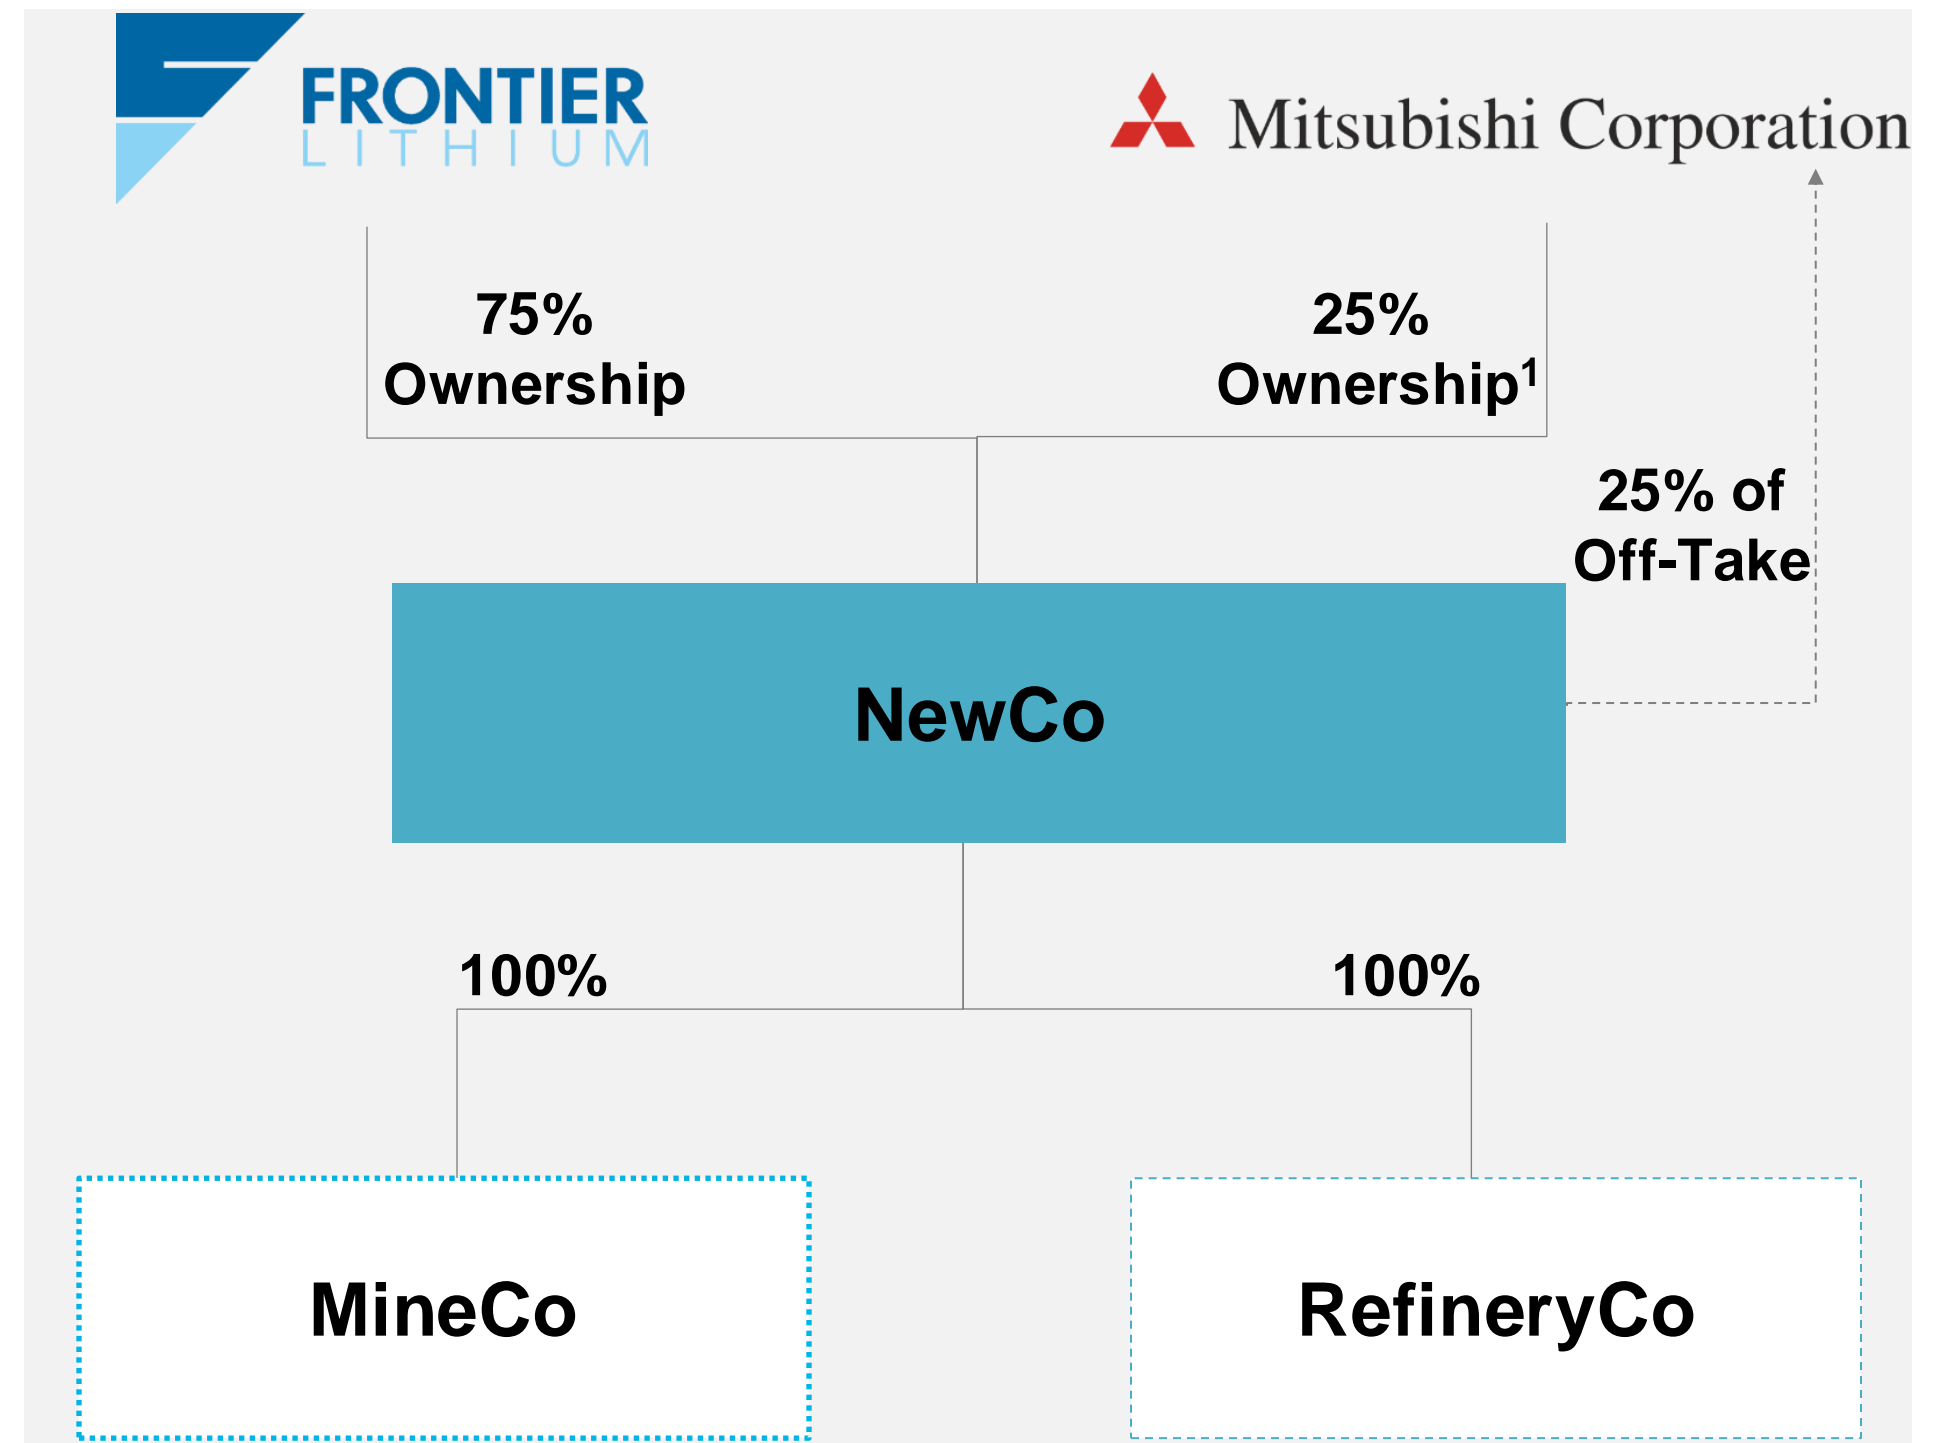 FRONTIER
LITHIUM
Mitsubishi Corporation
75%
Ownership
25%
Ownership¹
25% of
Off-Take
NewCo
100%
100%
MineCo
RefineryCo